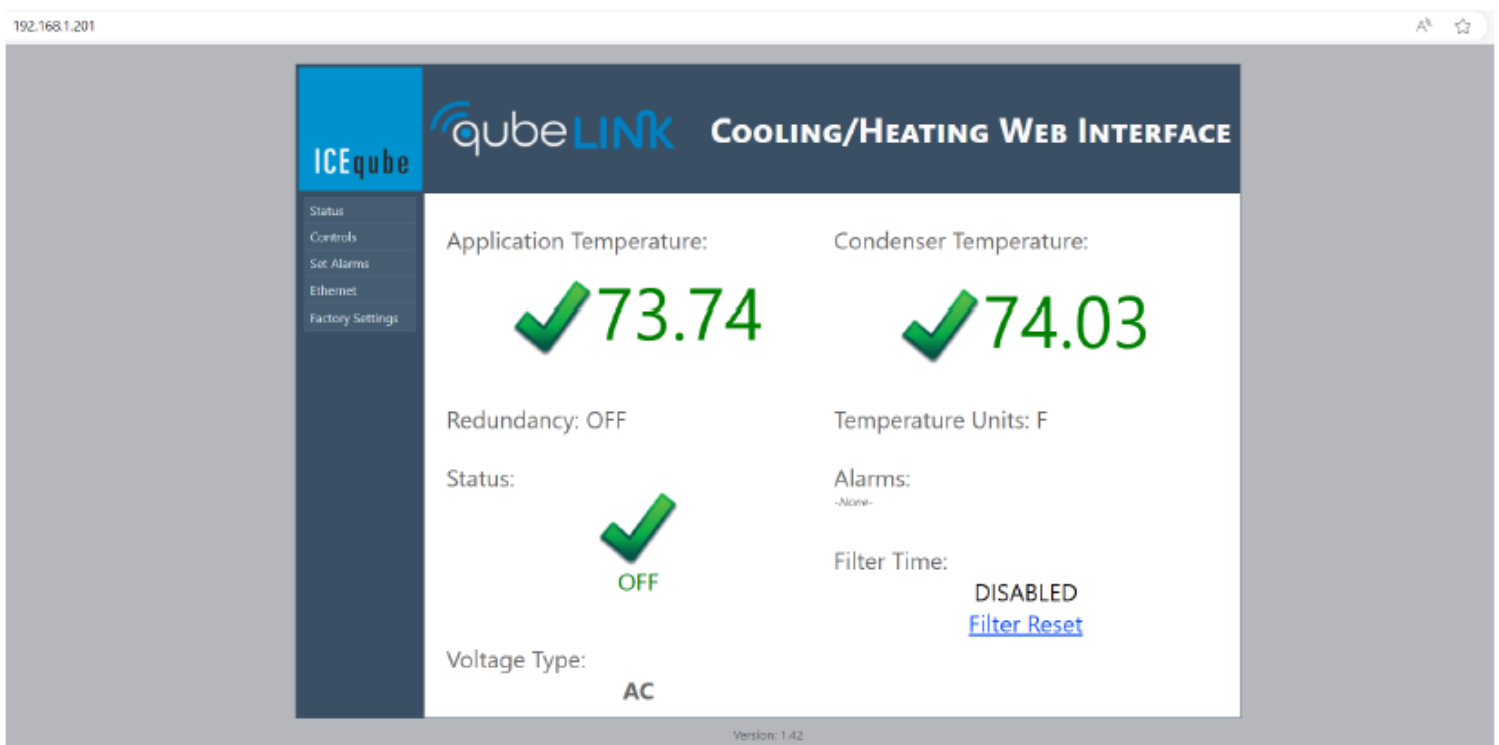 192.168.1.201
ICEqube
qubeLINK
Cooling/Heating Web Interface
Status
Controls
Set Alarms
Ethernet
Factory Settings
Application Temperature:
73.74
Condenser Temperature:
74.03
Redundancy: OFF
Temperature Units: F
Status:
OFF
Alarms:
-None-
Filter Time:
DISABLED
Filter Reset
Voltage Type:
AC
Version: 1.42